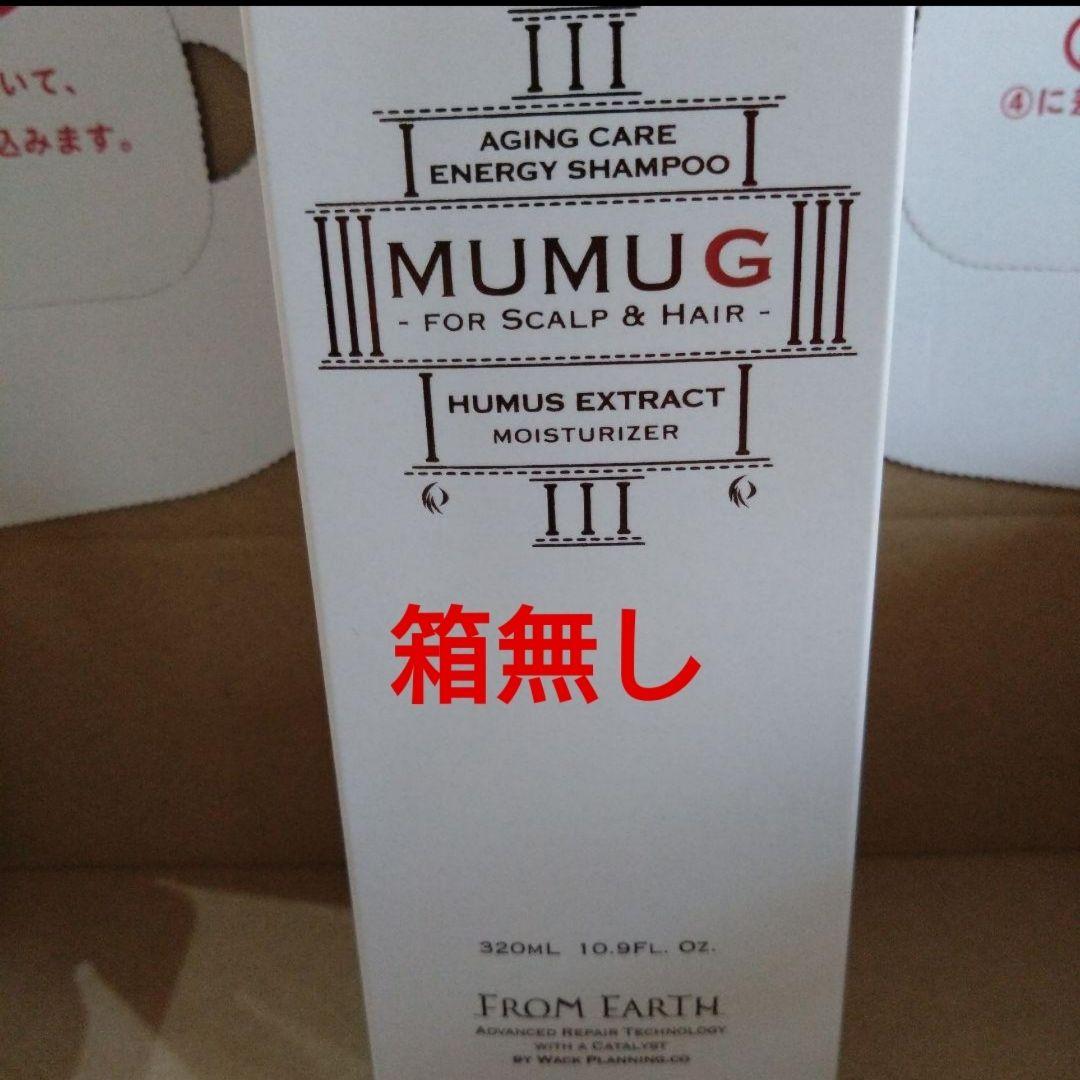 いて、
込みます。
④に
AGING CARE
ENERGY SHAMPOO
MUMUG
- FOR SCALP & HAIR -
HUMUS EXTRACT
MOISTURIZER
箱無し
320ML 10.9FL. OZ.
FROM EARTH
ADVANCED REPAIR TECHNOLOGY
WITH A CATALYST
BY WACK PLANNING.CO